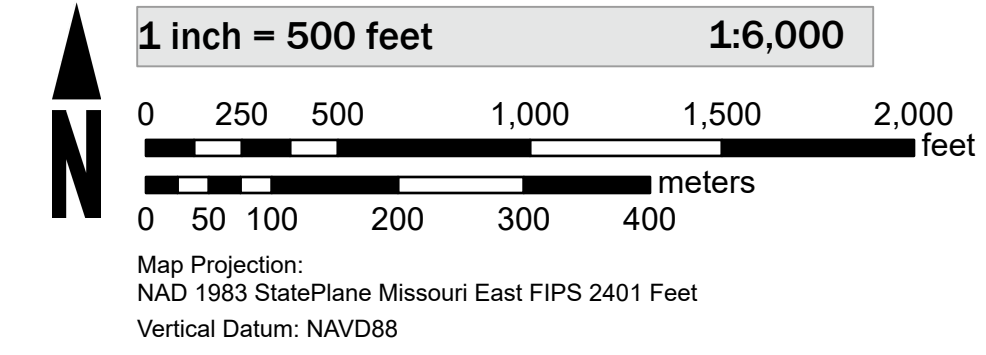 N
1 inch = 500 feet 1:6,000
0 250 500 1,000 1,500 2,000
feet
meters
0 50 100 200 300 400
Map Projection:
NAD 1983 StatePlane Missouri East FIPS 2401 Feet
Vertical Datum: NAVD88